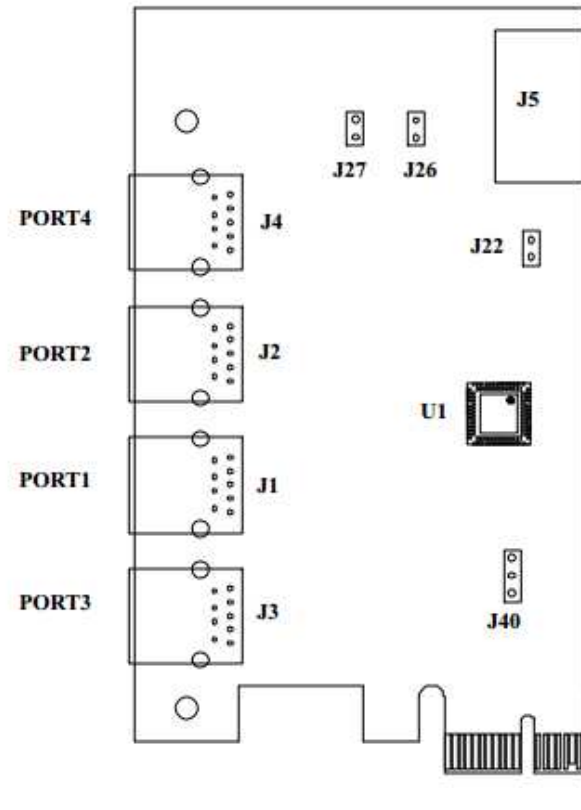 J5
J27 J26
PORT4 J4
J22
PORT2 J2
U1
PORT1 J1
PORT3 J3
J40